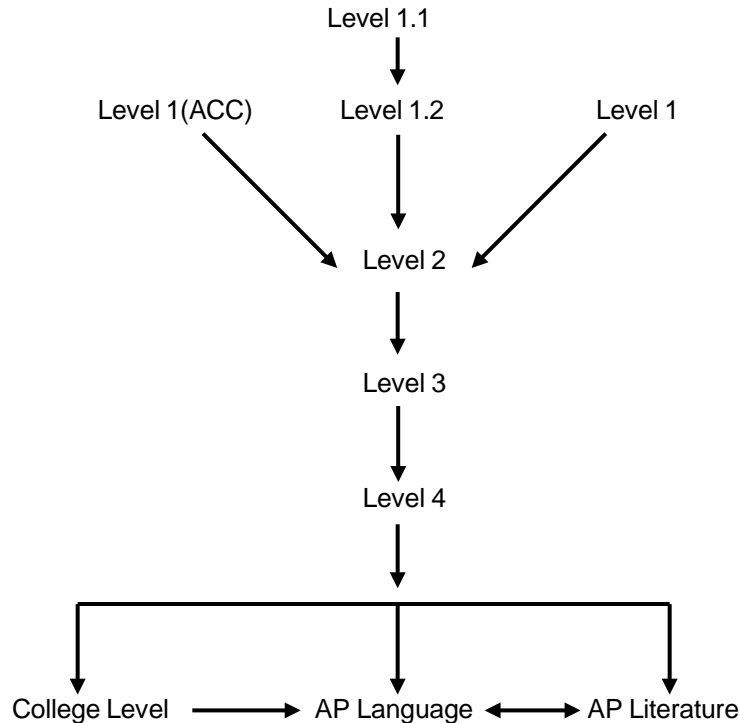 Level 1.1
Level 1(ACC) Level 1.2 Level 1
Level 2
Level 3
Level 4
College Level AP Language AP Literature